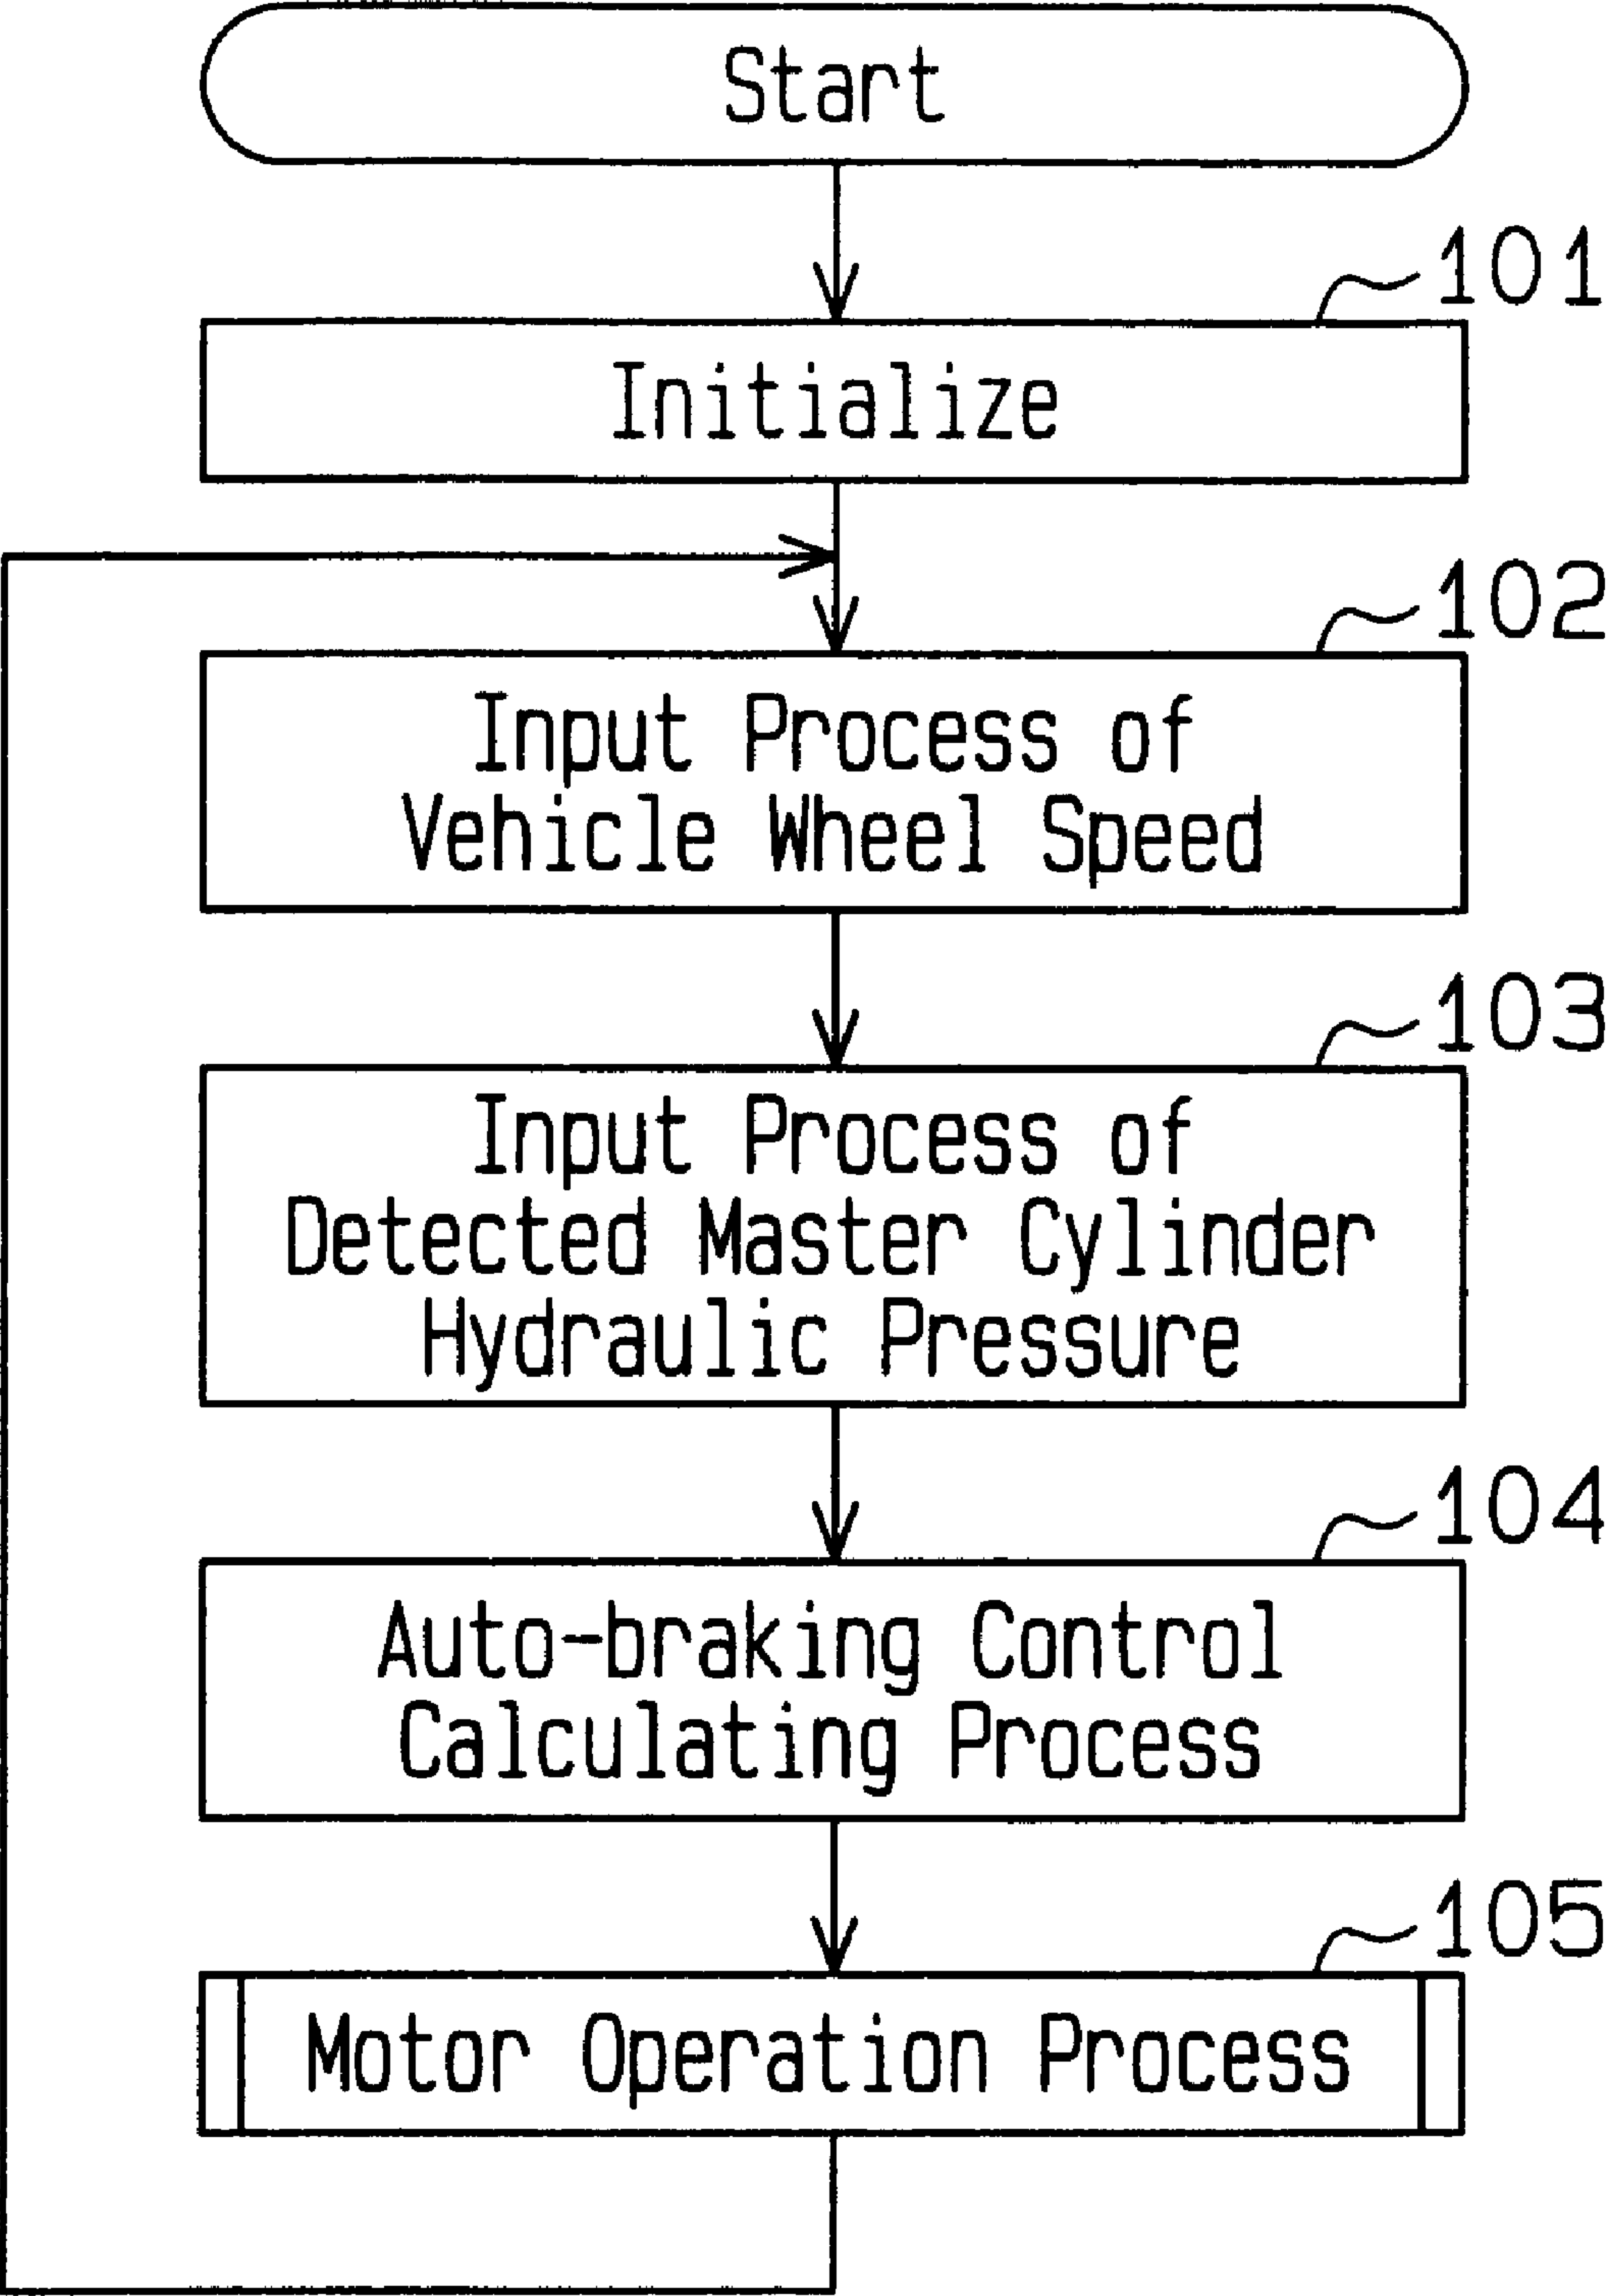 Start
101
Initialize
102
Input Process of
Vehicle Wheel Speed
103
Input Process of
Detected Master Cylinder
Hydraulic Pressure
104
Auto-braking Control
Calculating Process
105
Motor Operation Process